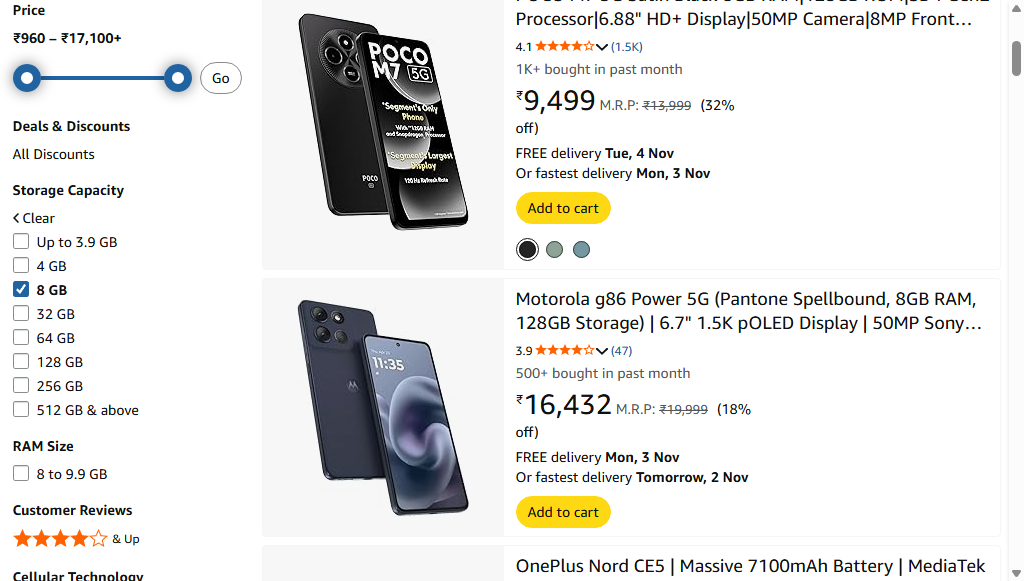 Price
₹960 – ₹17,100+
Go
Deals & Discounts
All Discounts
Storage Capacity
Clear
Up to 3.9 GB
4 GB
8 GB
32 GB
64 GB
128 GB
256 GB
512 GB & above
RAM Size
8 to 9.9 GB
Customer Reviews
& Up
Cellular Technology
POCO
M7 5G
"Segment's Only
Phone
With "12GB RAM
and Snapdragon Processor
"Segment's Largest
Display
120 Hz Refresh Rate
POCO
5G
Processor|6.88" HD+ Display|50MP Camera|8MP Front…
4.1 (1.5K)
1K+ bought in past month
₹9,499 M.R.P: ₹13,999 (32%
off)
FREE delivery Tue, 4 Nov
Or fastest delivery Mon, 3 Nov
Add to cart
11:35
Motorola g86 Power 5G (Pantone Spellbound, 8GB RAM,
128GB Storage) | 6.7" 1.5K pOLED Display | 50MP Sony…
3.9 (47)
500+ bought in past month
₹16,432 M.R.P: ₹19,999 (18%
off)
FREE delivery Mon, 3 Nov
Or fastest delivery Tomorrow, 2 Nov
Add to cart
OnePlus Nord CE5 | Massive 7100mAh Battery | MediaTek